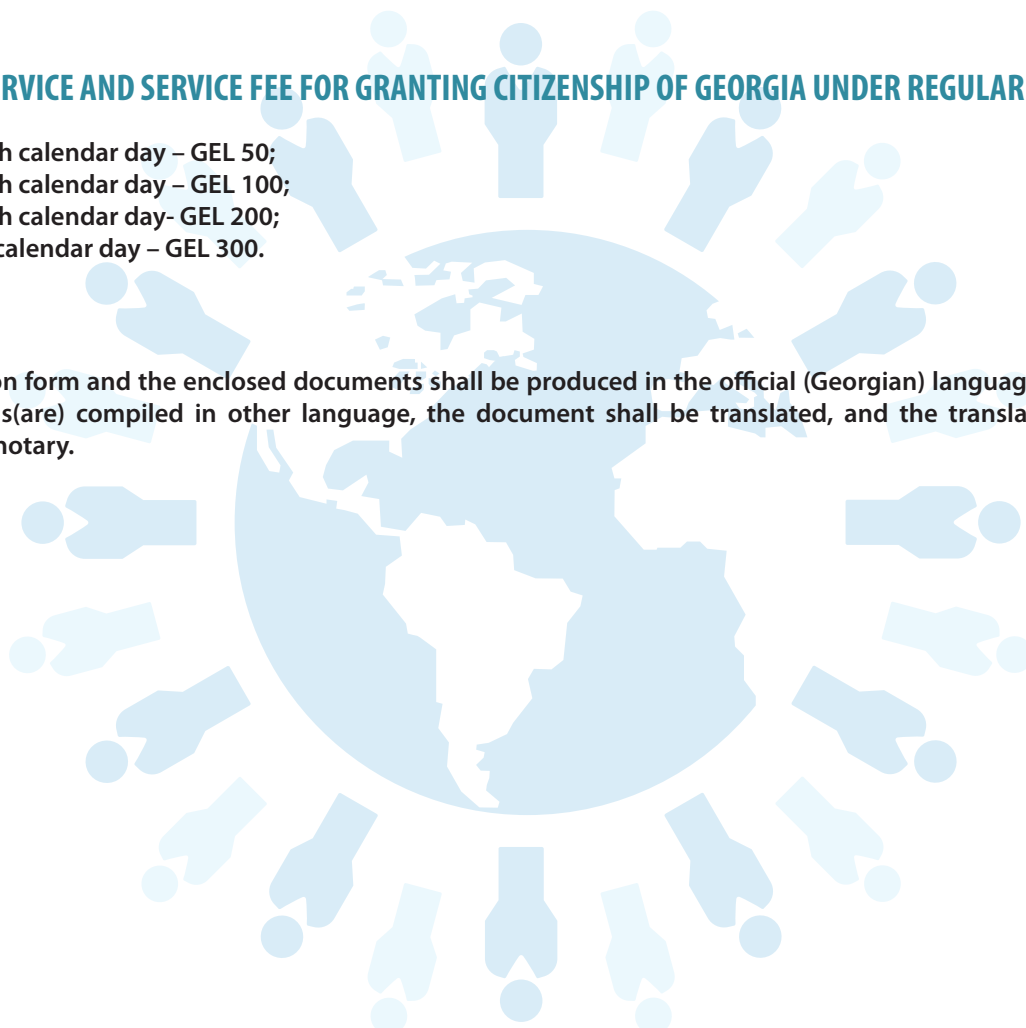 RVICE AND SERVICE FEE FOR GRANTING CITIZENSHIP OF GEORGIA UNDER REGULAR
h calendar day – GEL 50;
h calendar day – GEL 100;
h calendar day- GEL 200;
calendar day – GEL 300.
on form and the enclosed documents shall be produced in the official (Georgian) languag
s(are) compiled in other language, the document shall be translated, and the transla
notary.